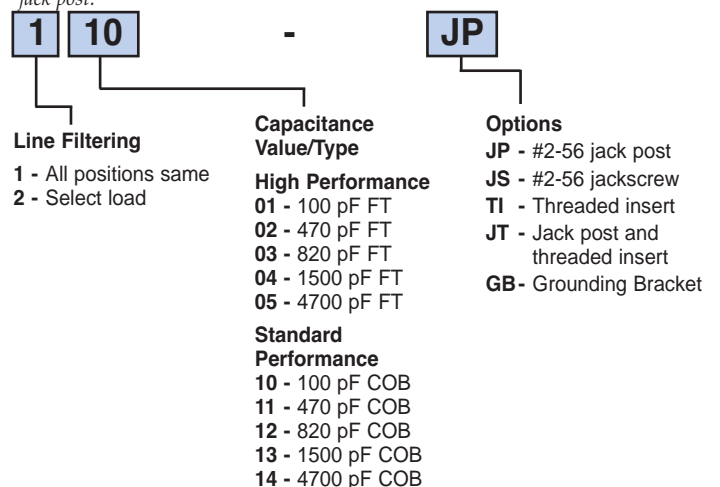 jack post.
1 10 - JP
Line Filtering
1 - All positions same
2 - Select load
Capacitance
Value/Type
High Performance
01 - 100 pF FT
02 - 470 pF FT
03 - 820 pF FT
04 - 1500 pF FT
05 - 4700 pF FT
Standard
Performance
10 - 100 pF COB
11 - 470 pF COB
12 - 820 pF COB
13 - 1500 pF COB
14 - 4700 pF COB
Options
JP - #2-56 jack post
JS - #2-56 jackscrew
TI - Threaded insert
JT - Jack post and
threaded insert
GB - Grounding Bracket